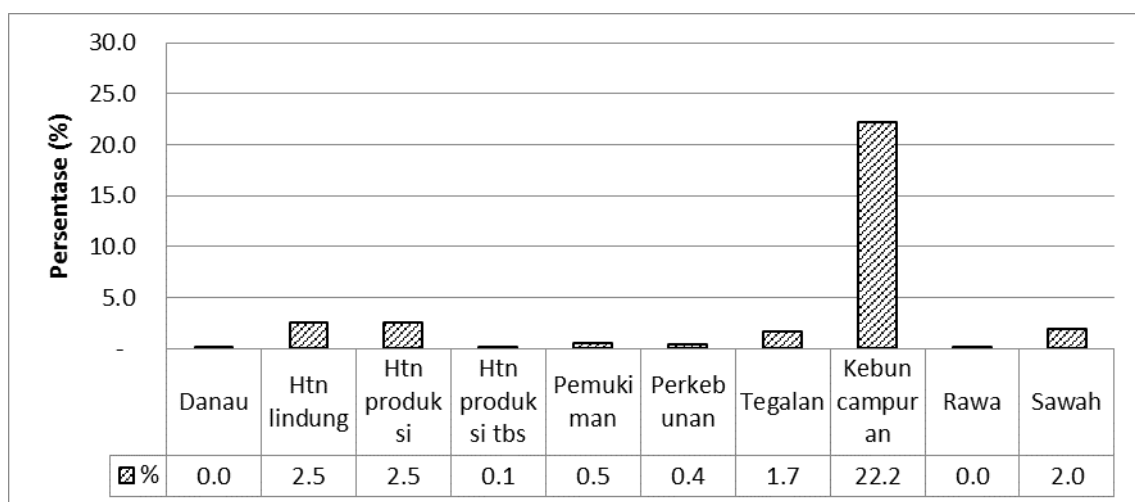 30.0
25.0
20.0
15.0
10.0
5.0
-
Persentase (%)
Danau
Htn
lindung
Htn
produk
si
Htn
produk
si tbs
Pemuki
man
Perkeb
unan
Tegalan
Kebun
campur
an
Rawa
Sawah
% 0.0 2.5 2.5 0.1 0.5 0.4 1.7 22.2 0.0 2.0